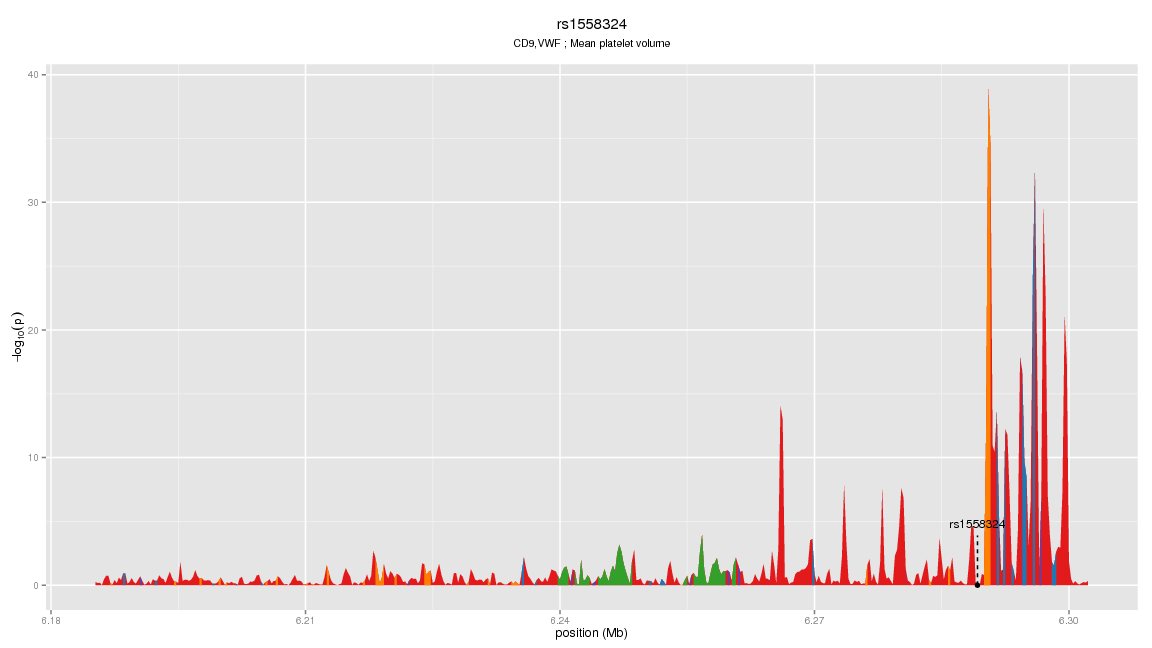 rs1558324
CD9,VWF ; Mean platelet volume
40
30
20
10
0
−log10(p)
rs1558324
6.18
6.21
6.24
6.27
6.30
position (Mb)